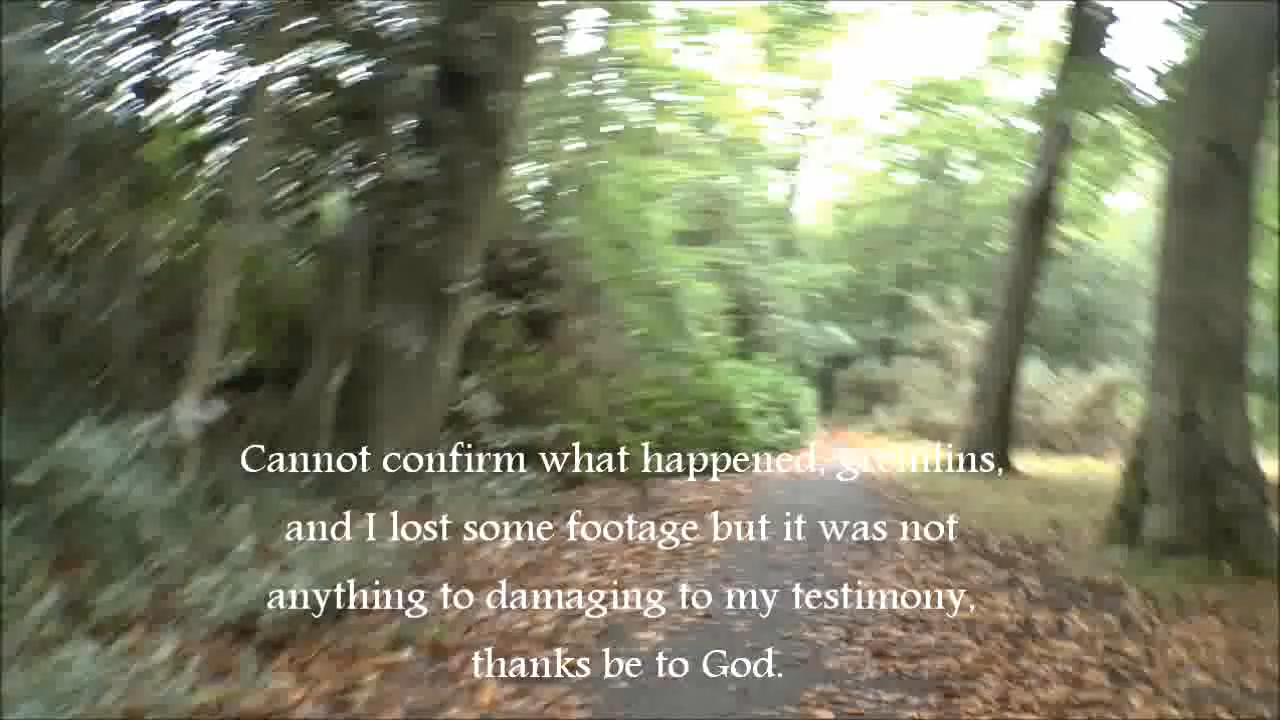 Cannot confirm what happened, gremlins,
and I lost some footage but it was not
anything to damaging to my testimony,
thanks be to God.